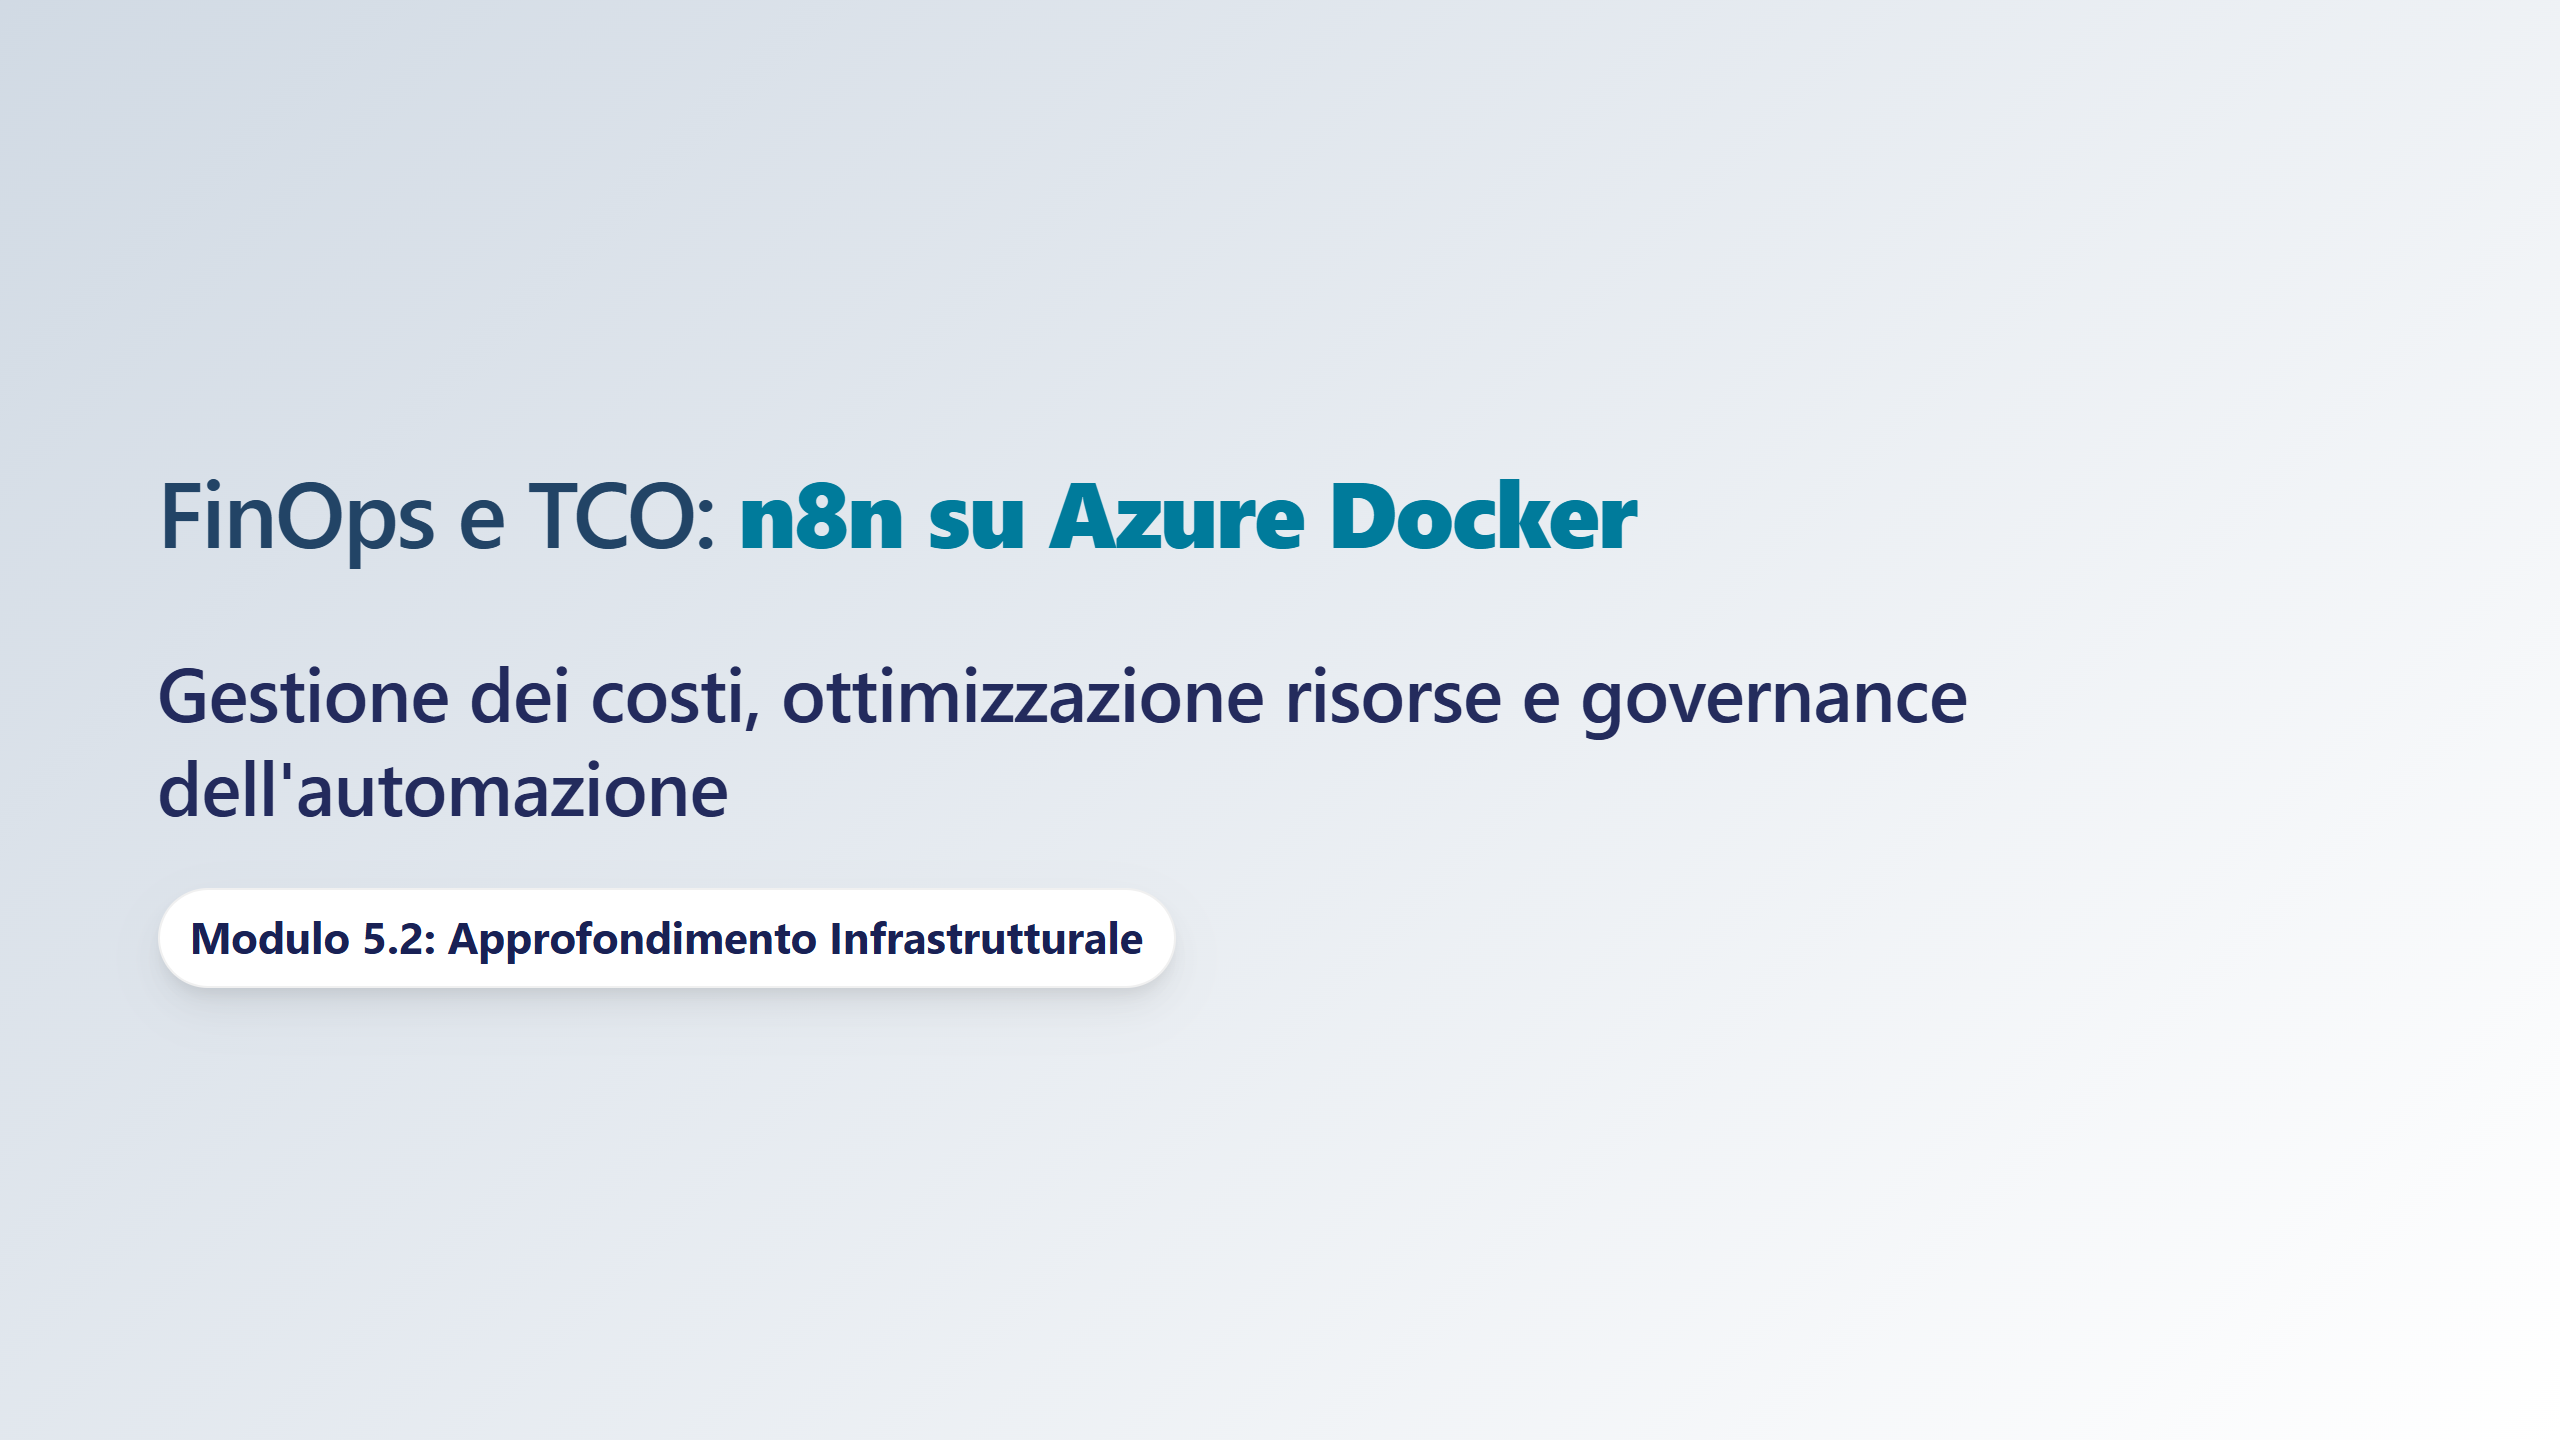 FinOps e TCO: n8n su Azure Docker
Gestione dei costi, ottimizzazione risorse e governance
dell'automazione
Modulo 5.2: Approfondimento Infrastrutturale